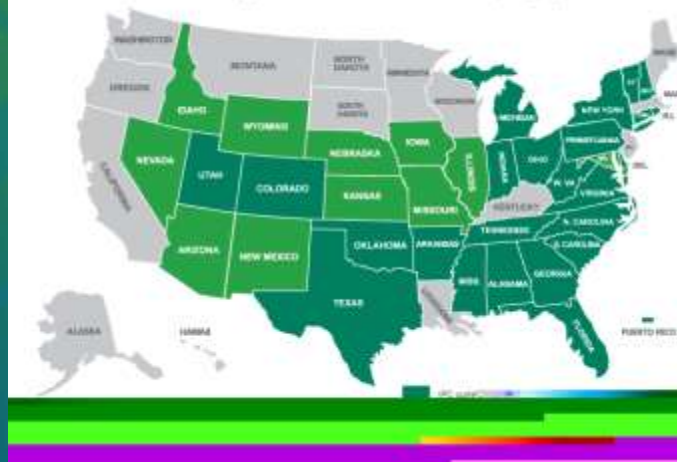 WASHINGTON
MONTANA
NORTH DAKOTA
MINNESOTA
OREGON
IDAHO
SOUTH DAKOTA
WISCONSIN
WYOMING
MICHIGAN
NEW YORK
NEVADA
NEBRASKA
IOWA
PENNSYLVANIA
UTAH
COLORADO
ILLINOIS
INDIANA
OHIO
CALIFORNIA
KANSAS
MISSOURI
W. VA
VIRGINIA
KENTUCKY
ARIZONA
NEW MEXICO
OKLAHOMA
ARKANSAS
TENNESSEE
N. CAROLINA
S. CAROLINA
TEXAS
MISS
ALABAMA
GEORGIA
LOUISIANA
FLORIDA
ALASKA
HAWAII
PUERTO RICO